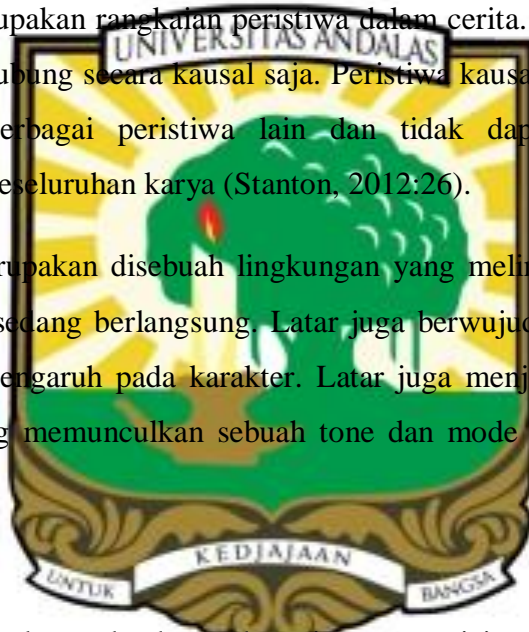 upakan rangkaian peristiwa dalam cerita.
UNIVERSITAS ANDALAS
ubung secara kausal saja. Peristiwa kausa
erbagai peristiwa lain dan tidak dap
eseluruhan karya (Stanton, 2012:26).
rupakan disebuah lingkungan yang melin
sedang berlangsung. Latar juga berwujud
engaruh pada karakter. Latar juga menj
g memunculkan sebuah tone dan mode
KEDJAJAAN
UNTUK BANGSA